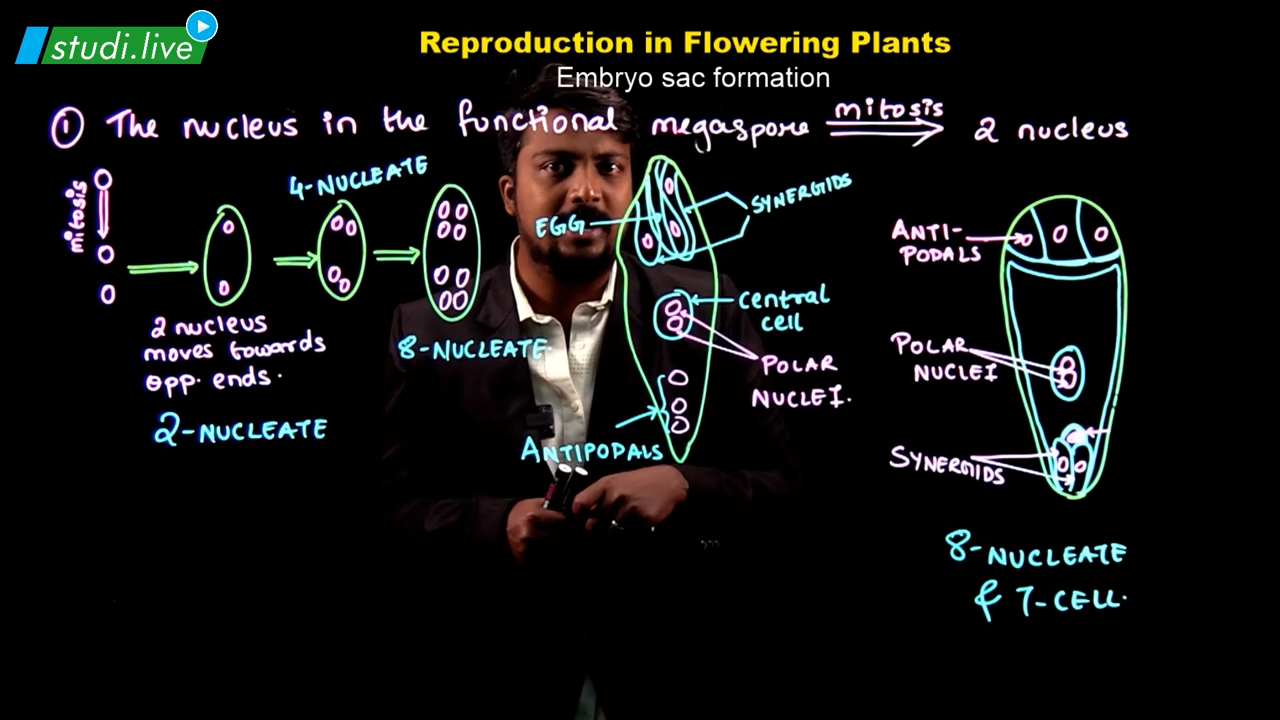 studi.live
Reproduction in Flowering Plants
Embryo sac formation
① The nucleus in the functional megaspore mitosis 2 nucleus
mitosis
2 nucleus
moves towards
opp. ends.
2-NUCLEATE
4-NUCLEATE
8-NUCLEATE
EGG
SYNERGIDS
central
cell
POLAR
NUCLEI.
ANTIPODALS
ANTI-
PODALS
POLAR
NUCLEI
SYNERGIDS
8-NUCLEATE
& 7-CELL.